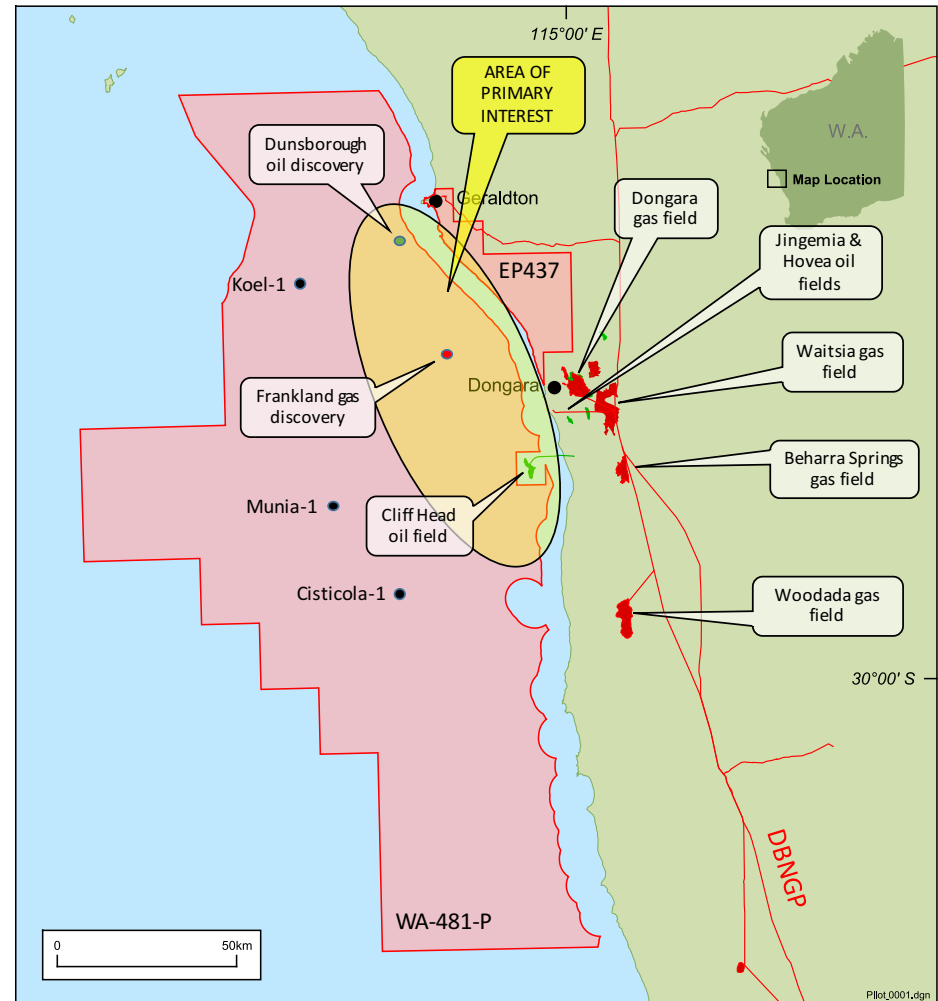 115°00' E
AREA OF
PRIMARY
INTEREST
W.A.
Map Location
Dunsborough
oil discovery
Geraldton
Dongara
gas field
Jingemia &
Hovea oil
fields
EP437
Koel-1
Waitsia gas
field
Dongara
Frankland gas
discovery
Beharra Springs
gas field
Munia-1
Cliff Head
oil field
Cisticola-1
Woodada gas
field
30°00' S
DBNGP
WA-481-P
0
50km
Pilot_0001.dgn